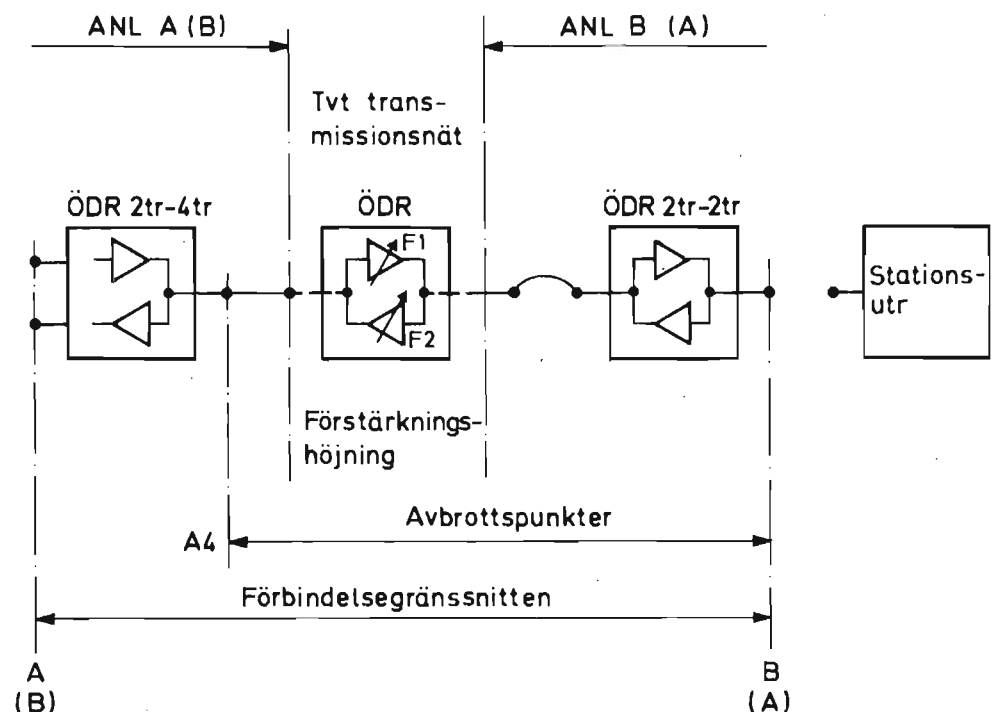 ANL A (B)
ANL B (A)
Tvt trans-
missionsnät
ÖDR 2tr-4tr
ÖDR
ÖDR 2tr-2tr
F1
F2
Stations-
utr
Förstärknings-
höjning
Avbrottspunkter
A4
Förbindelsegränssnitten
A
(B)
B
(A)